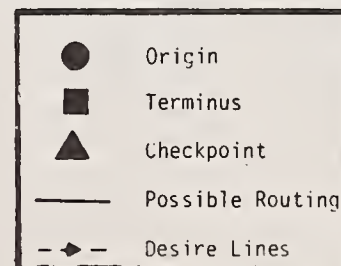 Origin
Terminus
Checkpoint
Possible Routing
Desire Lines